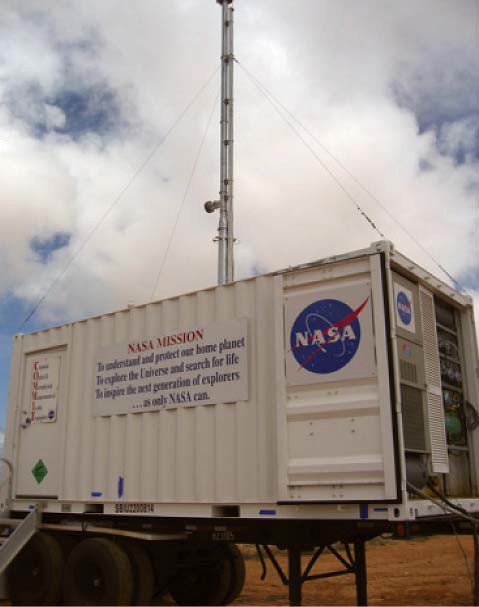 NASA MISSION
To understand and protect our home planet
To explore the Universe and search for life
To inspire the next generation of explorers
...as only NASA can.
NASA
NASA
SBIU2200814